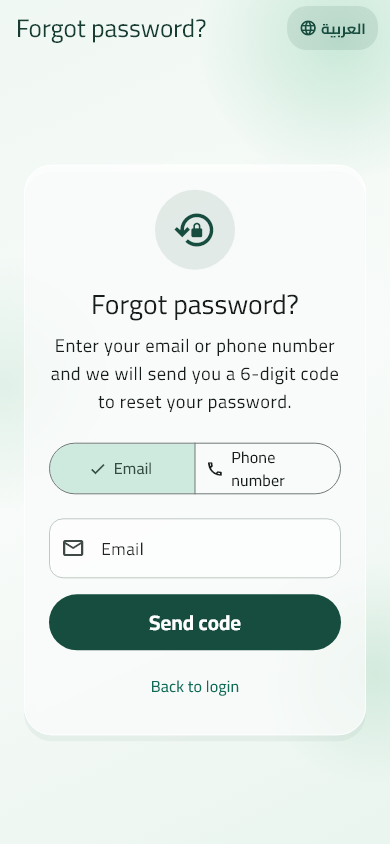 Forgot password?
العربية
Forgot password?
Enter your email or phone number
and we will send you a 6-digit code
to reset your password.
Email
Phone
number
Email
Send code
Back to login